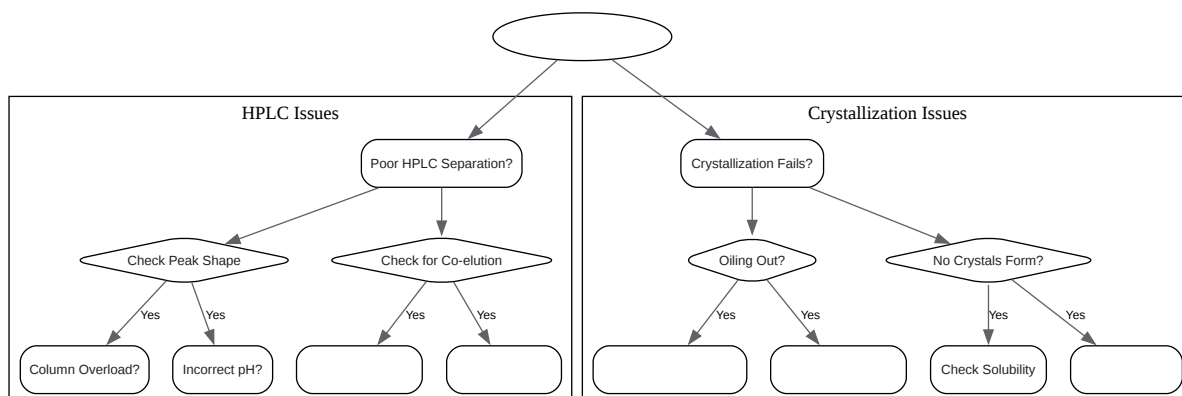 HPLC Issues
Crystallization Issues
Poor HPLC Separation?
Crystallization Fails?
Check Peak Shape
Check for Co-elution
Oiling Out?
No Crystals Form?
Yes
Yes
Yes
Yes
Yes
Yes
Yes
Yes
Column Overload?
Incorrect pH?
Check Solubility